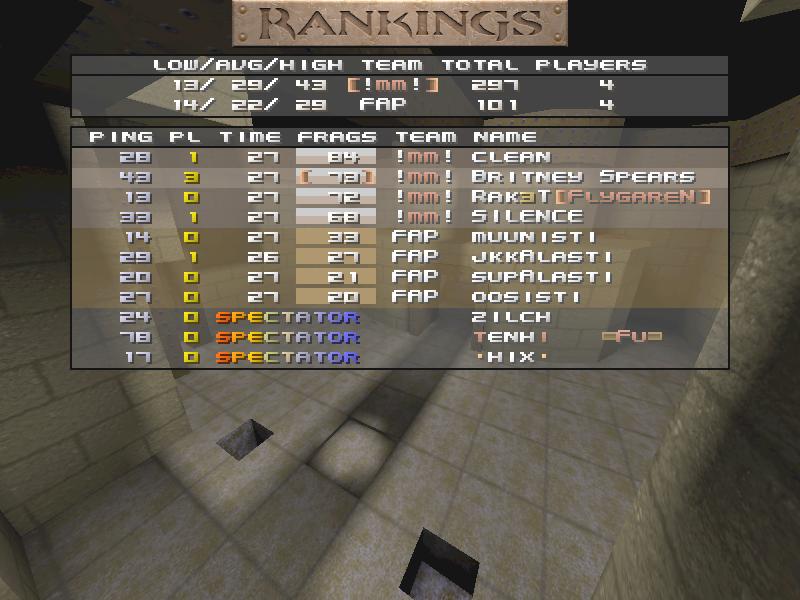 RANKINGS
LOW/AVG/HIGH TEAM TOTAL PLAYERS
13/ 29/ 43 [!mm!] 297 4
14/ 22/ 29 FAP 101 4
PING PL TIME FRAGS TEAM NAME
28 1 27 84 !mm! CLEAN
43 3 27 [ 73] !mm! BRITNEY SPEARS
13 0 27 72 !mm! RAK3T[FLYGAREN]
33 1 27 68 !mm! SILENCE
14 0 27 33 FAP MUUNISTI
29 1 26 27 FAP JKKALASTI
20 0 27 21 FAP SUPALASTI
27 0 27 20 FAP OOSISTI
24 0 SPECTATOR ZILCH
78 0 SPECTATOR TENH! =FU=
17 0 SPECTATOR ·HIX·